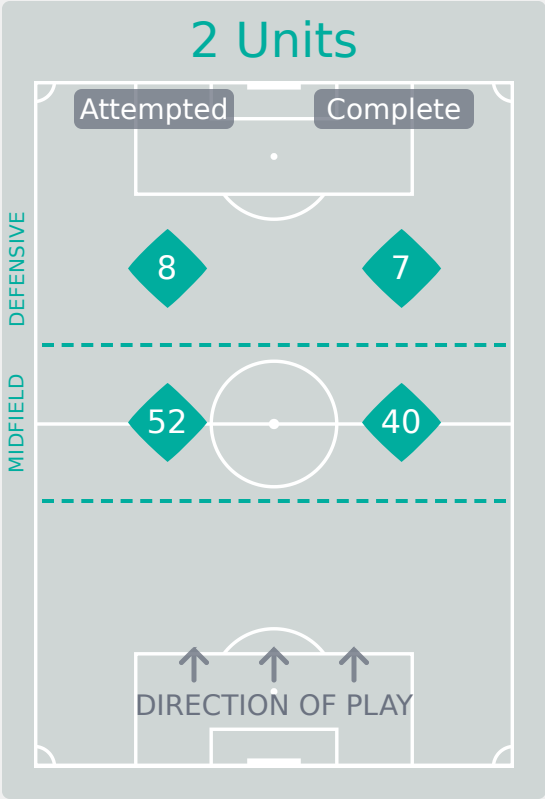 2 Units
Attempted Complete
DEFENSIVE
8 7
MIDFIELD
52 40
DIRECTION OF PLAY